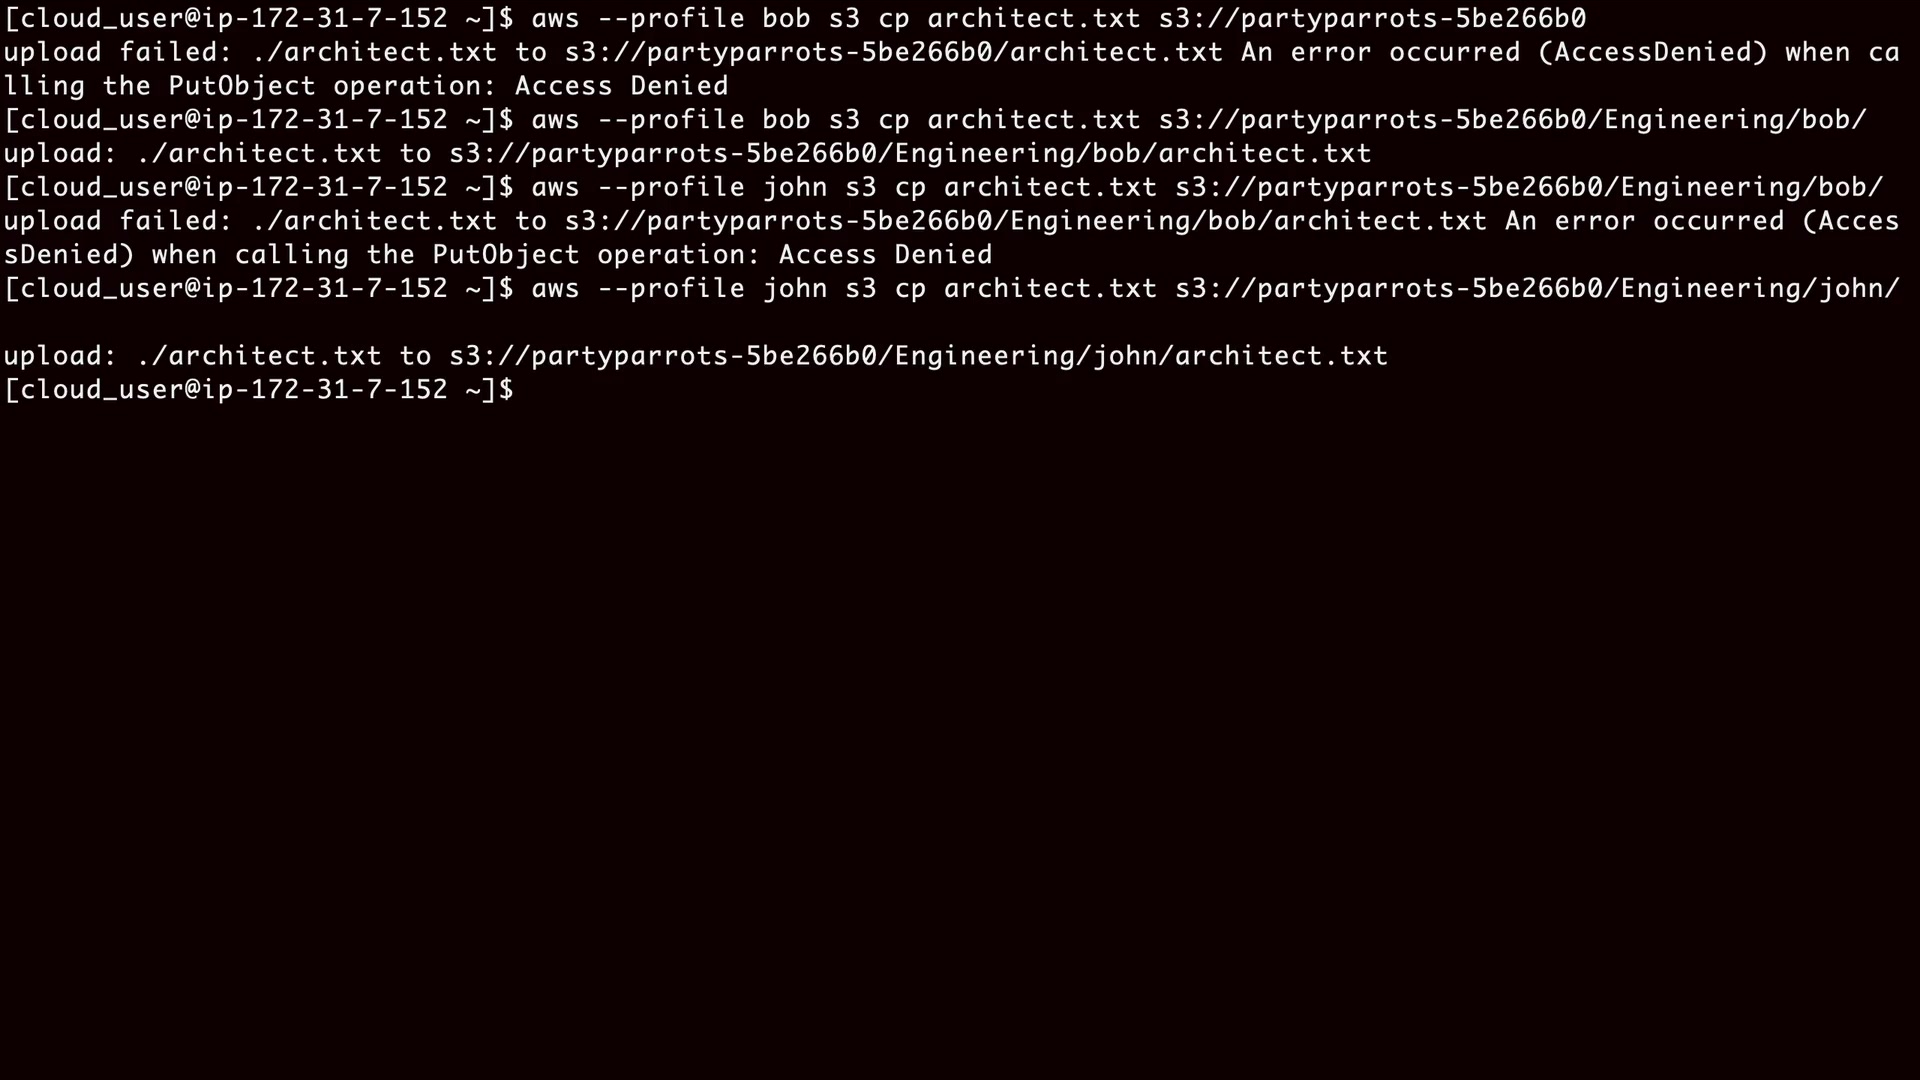 [cloud_user@ip-172-31-7-152 ~]$ aws --profile bob s3 cp architect.txt s3://partyparrots-5be266b0
upload failed: ./architect.txt to s3://partyparrots-5be266b0/architect.txt An error occurred (AccessDenied) when ca
lling the PutObject operation: Access Denied
[cloud_user@ip-172-31-7-152 ~]$ aws --profile bob s3 cp architect.txt s3://partyparrots-5be266b0/Engineering/bob/
upload: ./architect.txt to s3://partyparrots-5be266b0/Engineering/bob/architect.txt
[cloud_user@ip-172-31-7-152 ~]$ aws --profile john s3 cp architect.txt s3://partyparrots-5be266b0/Engineering/bob/
upload failed: ./architect.txt to s3://partyparrots-5be266b0/Engineering/bob/architect.txt An error occurred (Acces
sDenied) when calling the PutObject operation: Access Denied
[cloud_user@ip-172-31-7-152 ~]$ aws --profile john s3 cp architect.txt s3://partyparrots-5be266b0/Engineering/john/
upload: ./architect.txt to s3://partyparrots-5be266b0/Engineering/john/architect.txt
[cloud_user@ip-172-31-7-152 ~]$